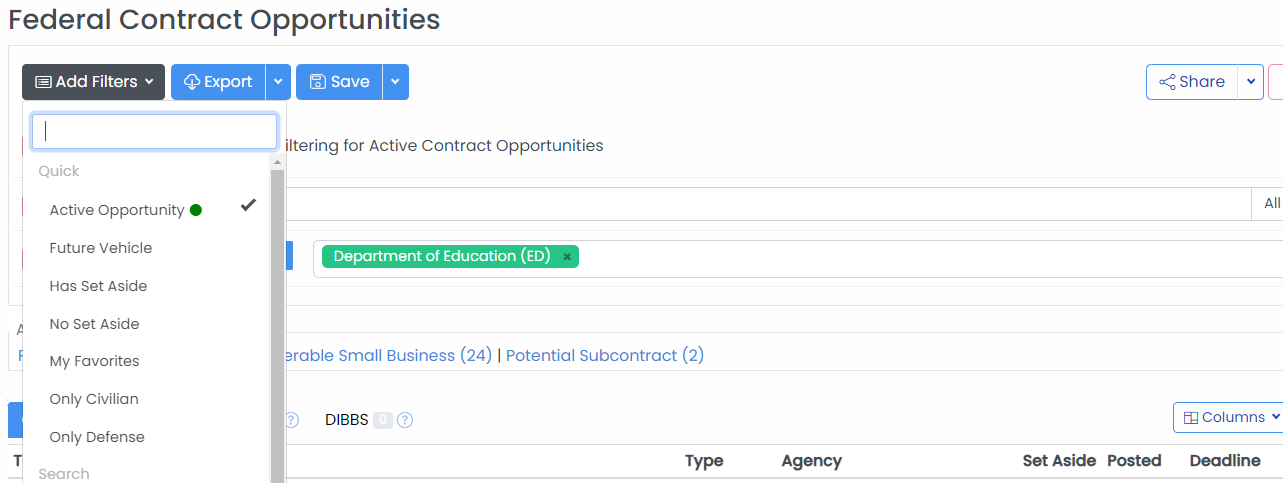 Federal Contract Opportunities
Add Filters Export Save Share
iltering for Active Contract Opportunities
Quick
Active Opportunity All
Future Vehicle Department of Education (ED) ×
Has Set Aside
No Set Aside
My Favorites erable Small Business (24) | Potential Subcontract (2)
Only Civilian
DIBBS 0 ? Columns
Only Defense
Type Agency Set Aside Posted Deadline
Search